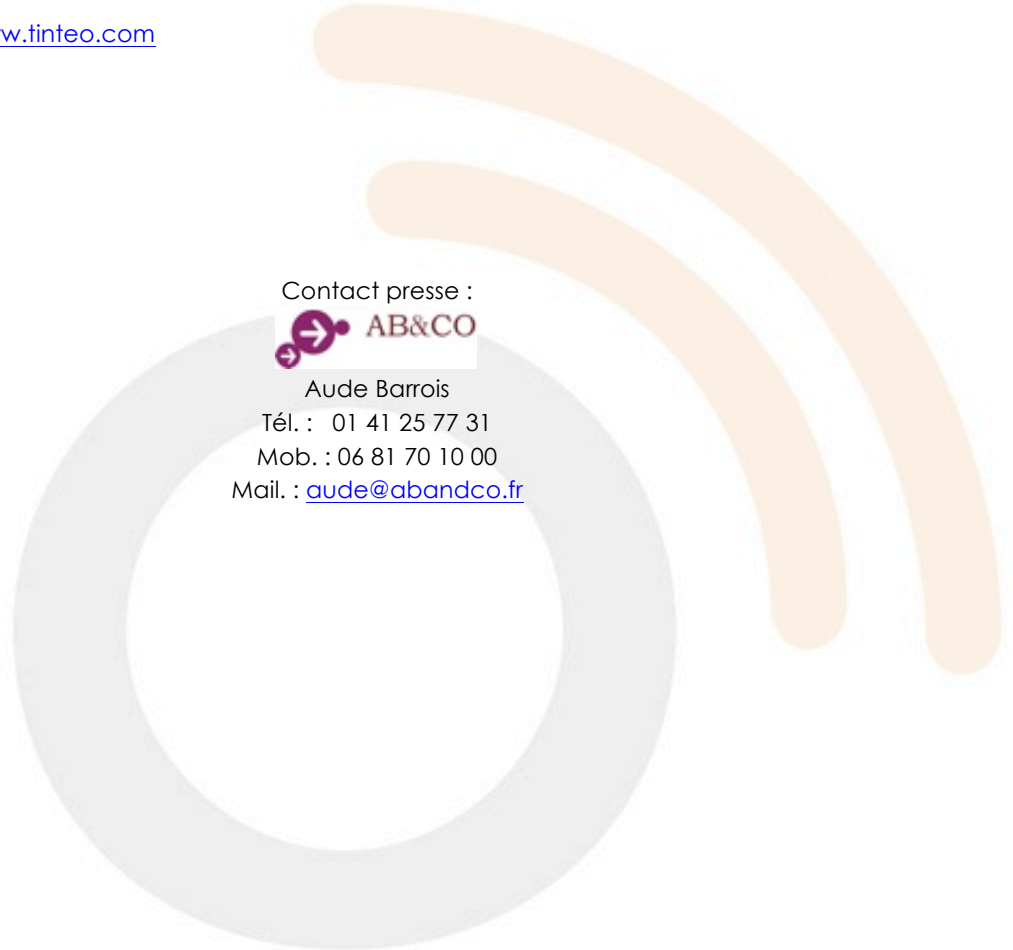 w.tinteo.com
Contact presse :
AB&CO
Aude Barrois
Tél. : 01 41 25 77 31
Mob. : 06 81 70 10 00
Mail. : aude@abandco.fr